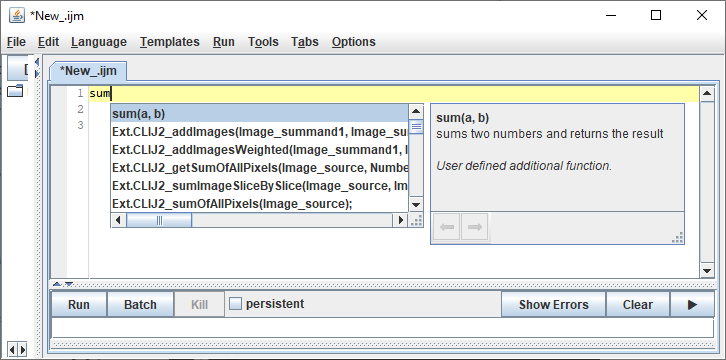 *New_.ijm
File Edit Language Templates Run Tools Tabs Options
*New_.ijm
1 sum
2
3
sum(a, b)
Ext.CLIJ2_addImages(Image_summand1, Image_su
Ext.CLIJ2_addImagesWeighted(Image_summand1, I
Ext.CLIJ2_getSumOfAllPixels(Image_source, Number
Ext.CLIJ2_sumImageSliceBySlice(Image_source, Im
Ext.CLIJ2_sumOfAllPixels(Image_source);
sum(a, b)
sums two numbers and returns the result
User defined additional function.
Run Batch Kill persistent Show Errors Clear